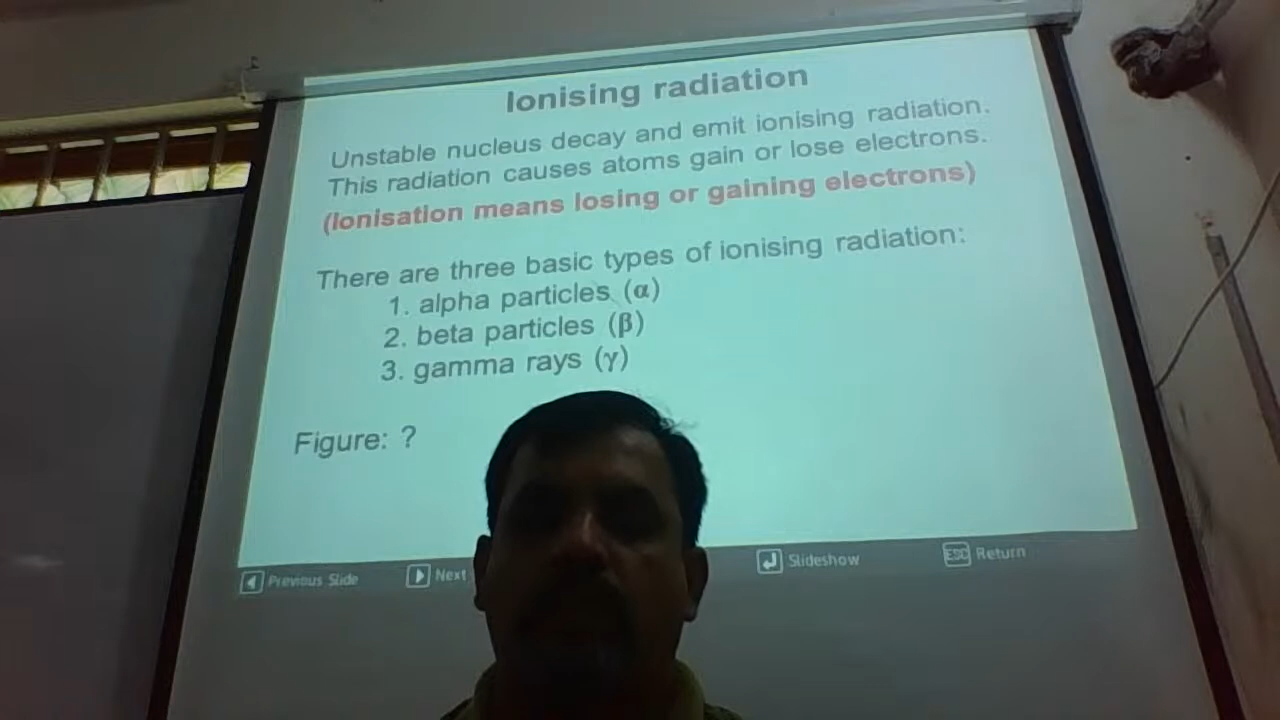 Ionising radiation
Unstable nucleus decay and emit ionising radiation.
This radiation causes atoms gain or lose electrons.
(Ionisation means losing or gaining electrons)
There are three basic types of ionising radiation:
1. alpha particles (α)
2. beta particles (β)
3. gamma rays (γ)
Figure: ?
Previous Slide Next Slideshow ESC Return